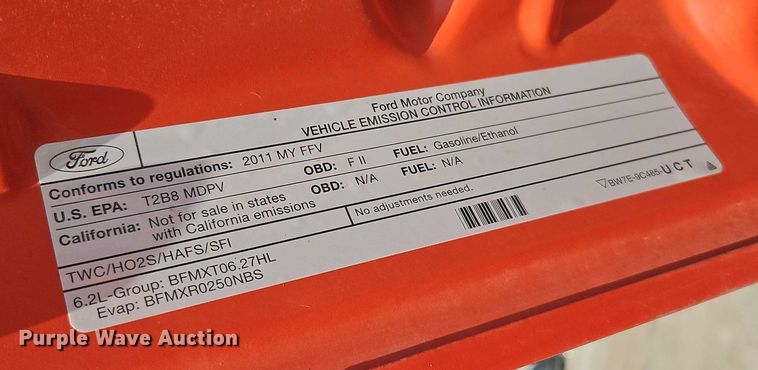 Ford Motor Company
VEHICLE EMISSION CONTROL INFORMATION
Ford
Conforms to regulations: 2011 MY FFV
U.S. EPA: T2B8 MDPV OBD: F II FUEL: Gasoline/Ethanol
California: Not for sale in states with California emissions OBD: N/A FUEL: N/A
No adjustments needed.
TWC/HO2S/HAFS/SFI
6.2L-Group: BFMXT06.27HL
Evap: BFMXR0250NBS
BW7E-9C485-UCT
Purple Wave Auction